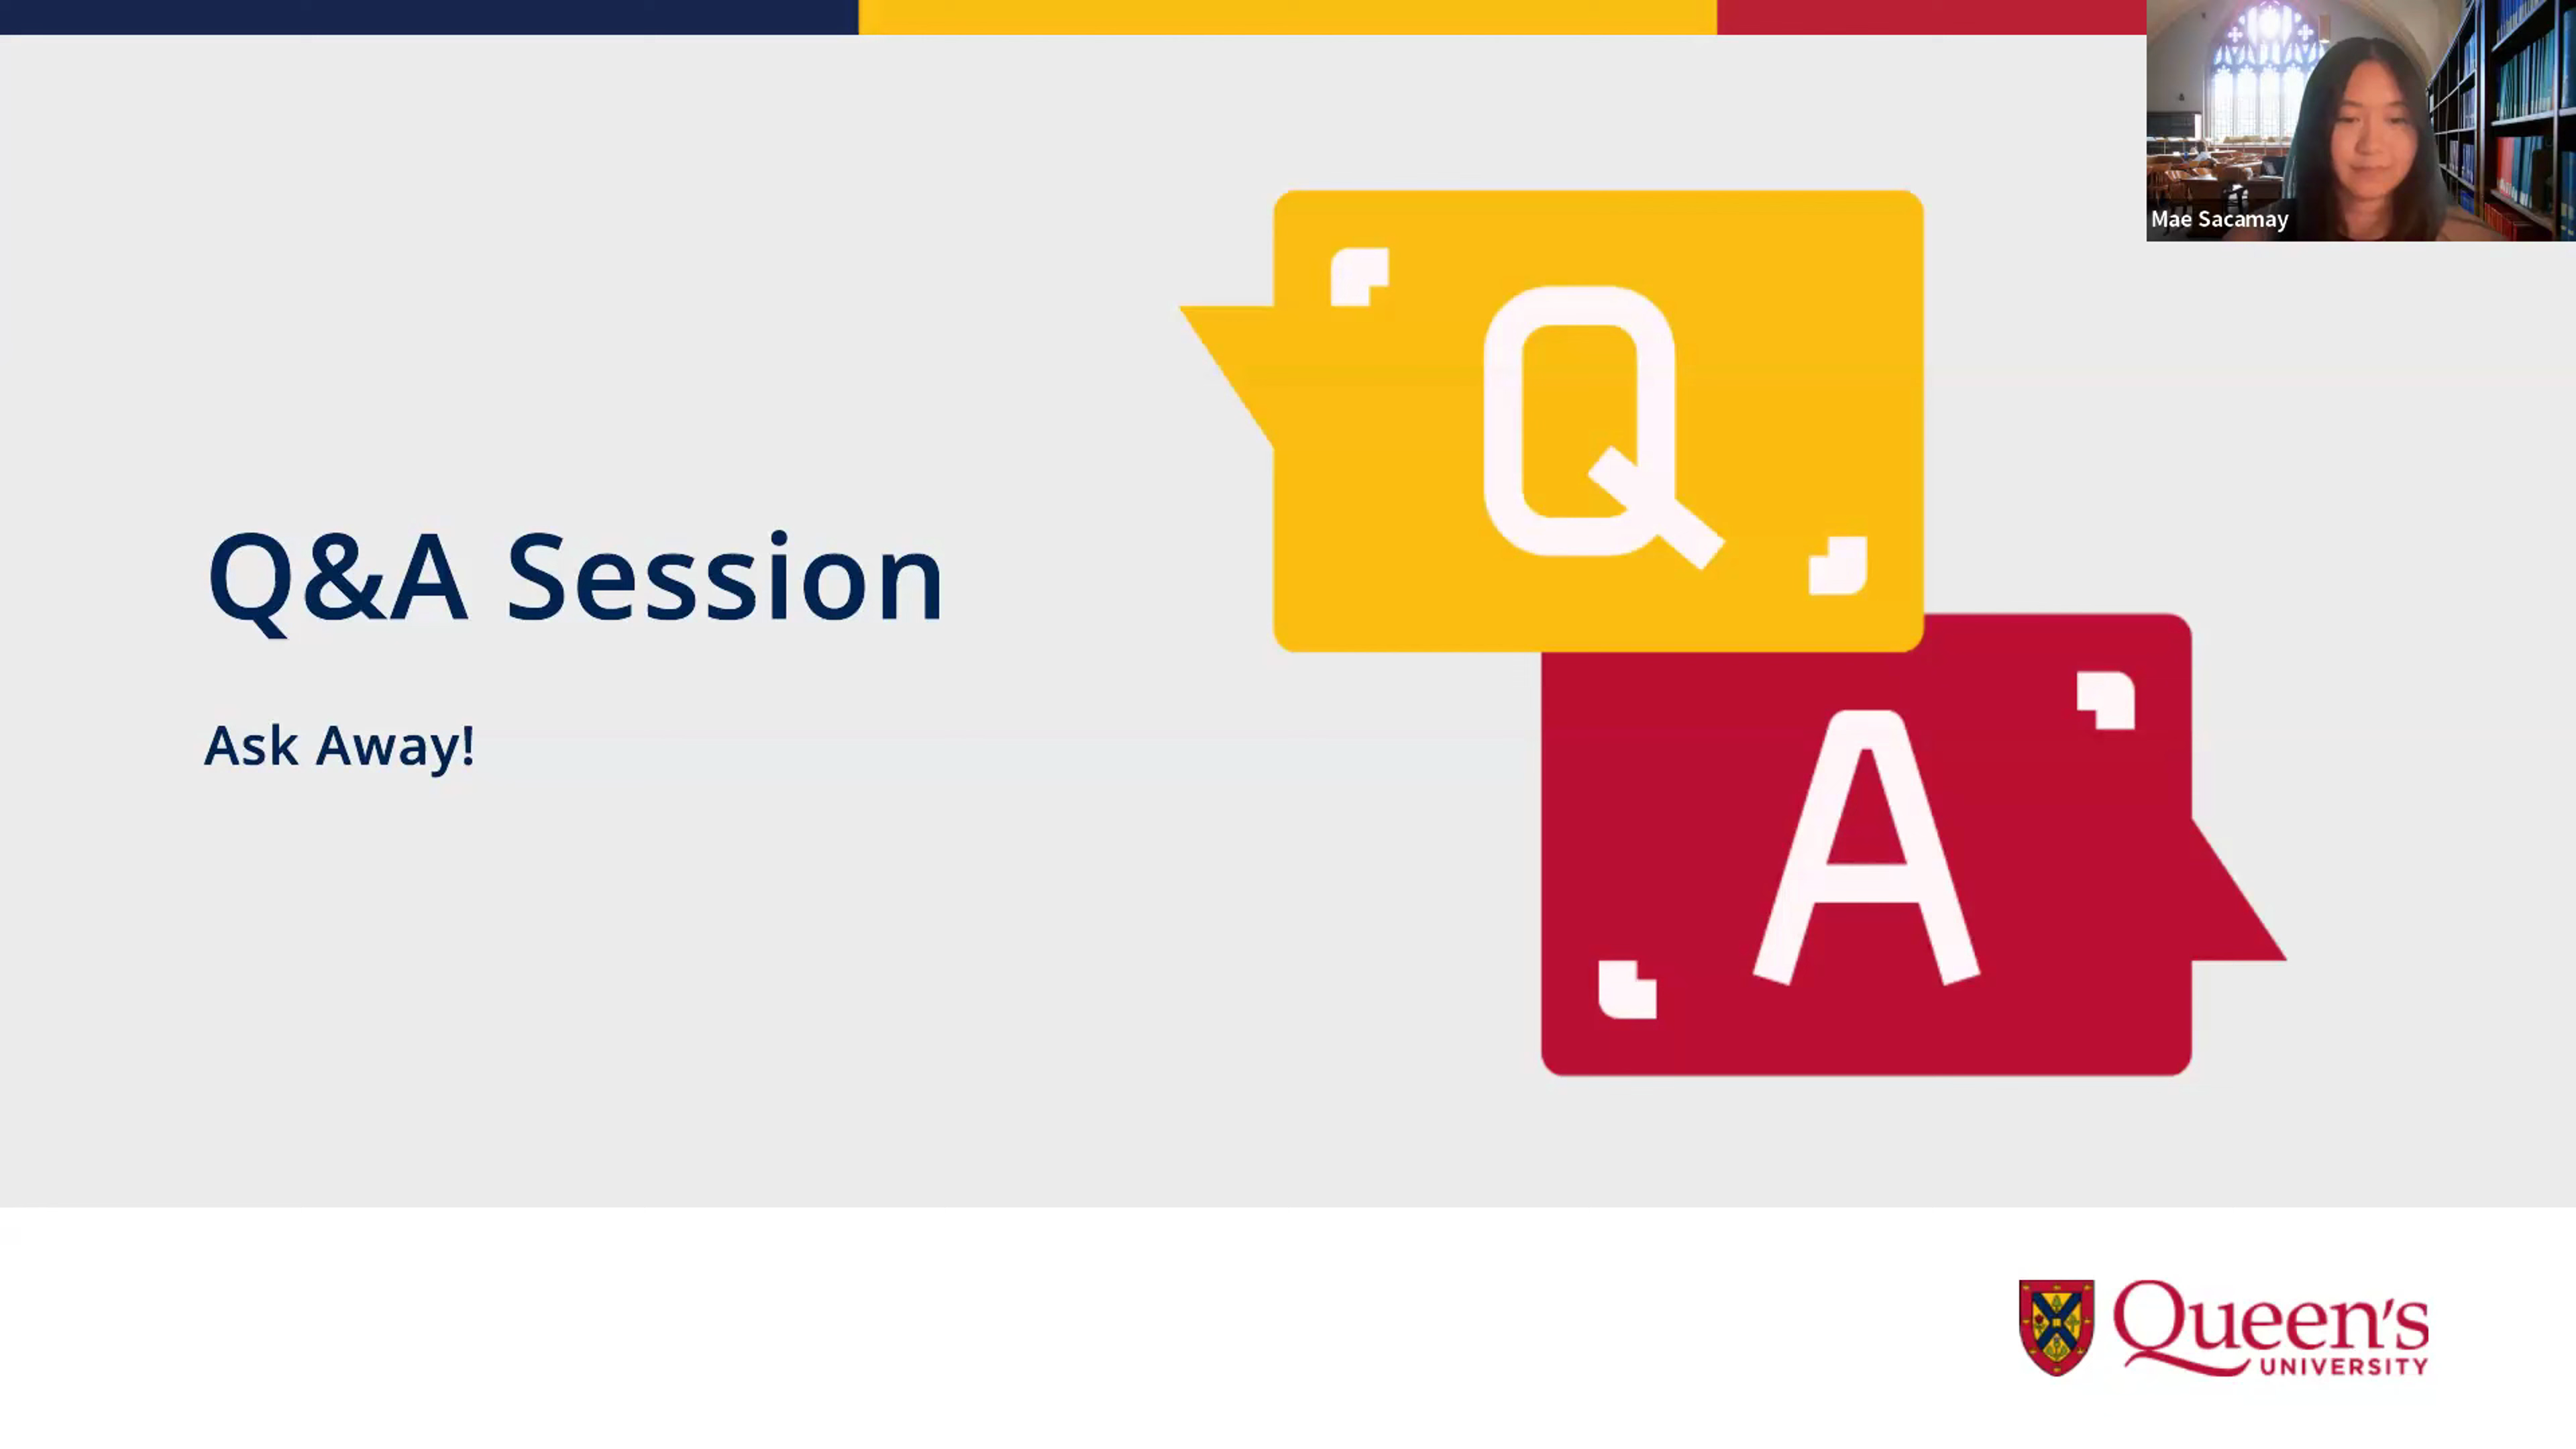 Mae Sacamay
Q
Q&A Session
Ask Away!
A
Queen's
UNIVERSITY